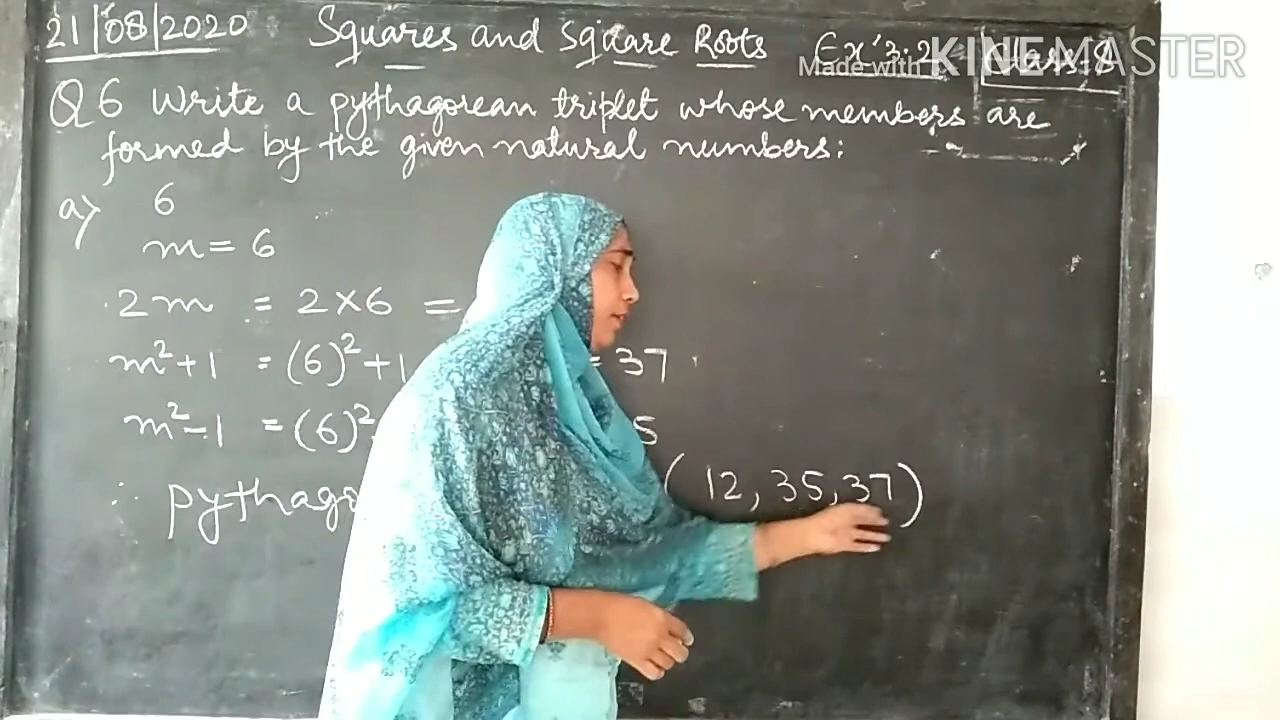 21/08/2020 Squares and square Roots Ex 3.2 Class-8
Made with KINEMASTER
Q6 Write a pythagorean triplet whose members are
formed by the given natural numbers:
a) 6
m = 6
2m = 2×6 =
m²+1 = (6)²+1 = 37
m²-1 = (6)² 5
∴ (12, 35, 37)